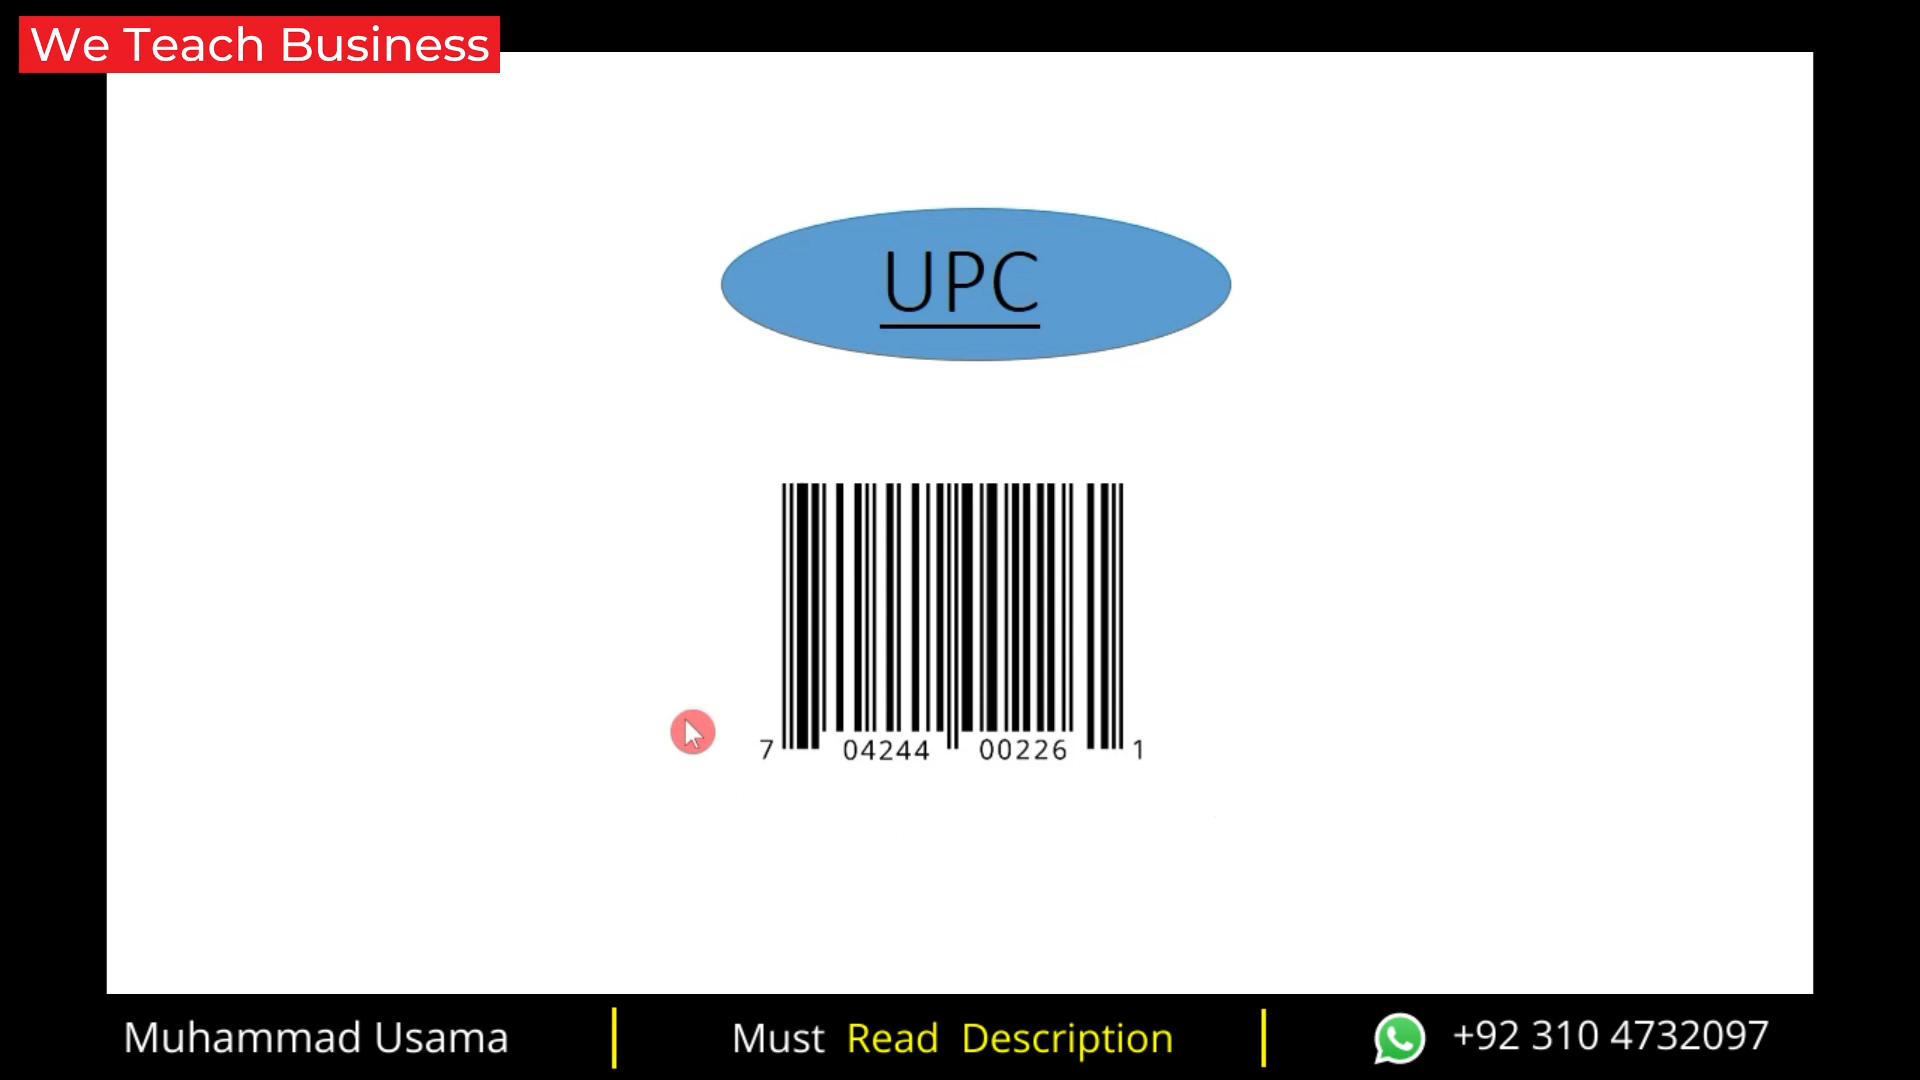 We Teach Business
UPC
7 04244 00226 1
Muhammad Usama | Must Read Description | +92 310 4732097